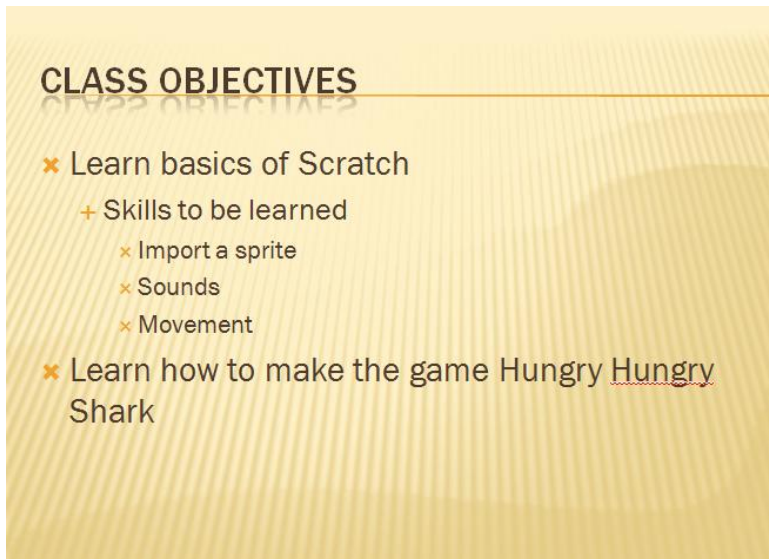 CLASS OBJECTIVES
Learn basics of Scratch
Skills to be learned
Import a sprite
Sounds
Movement
Learn how to make the game Hungry Hungry
Shark